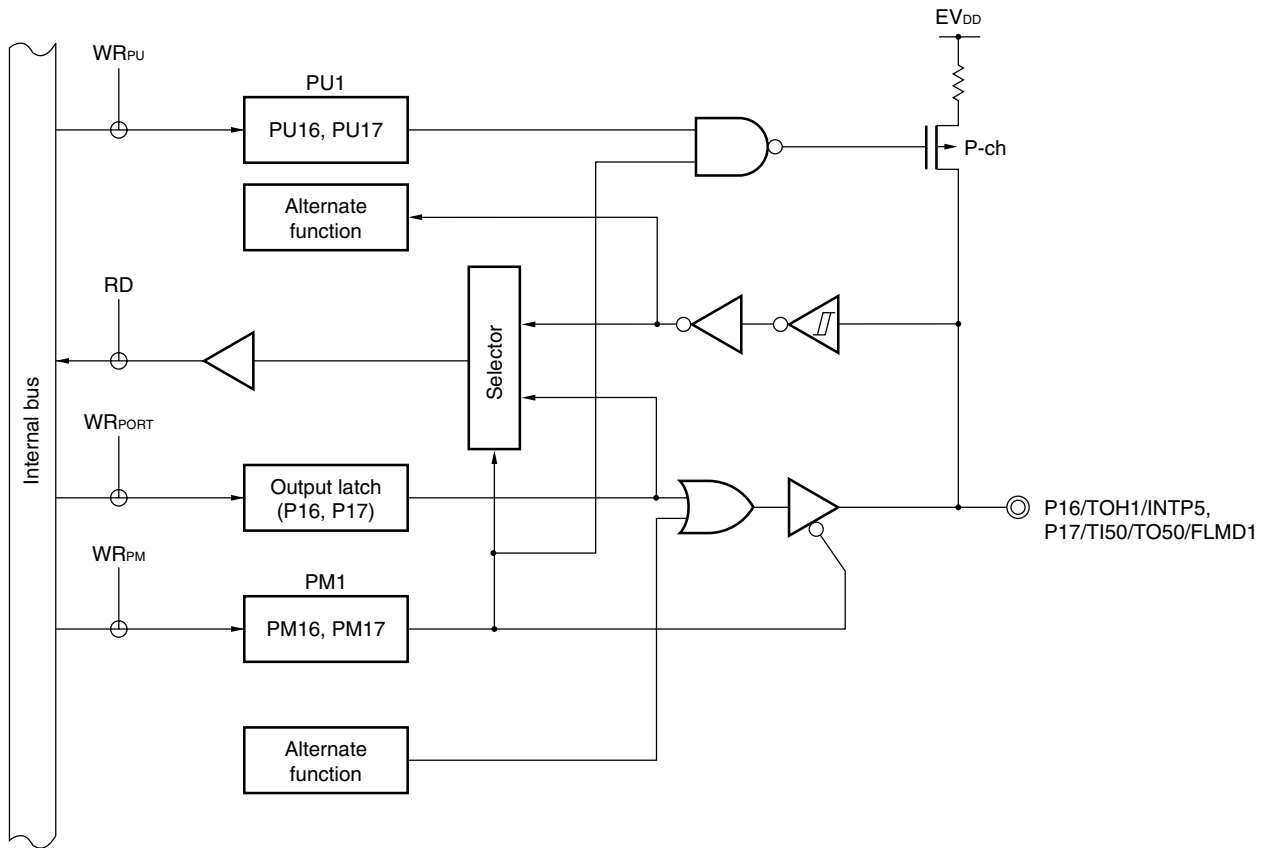 EVDD
WRPU
PU1
PU16, PU17
P-ch
Alternate
function
RD
Selector
Internal bus
WRPORT
Output latch
(P16, P17)
P16/TOH1/INTP5,
P17/TI50/TO50/FLMD1
WRPM
PM1
PM16, PM17
Alternate
function